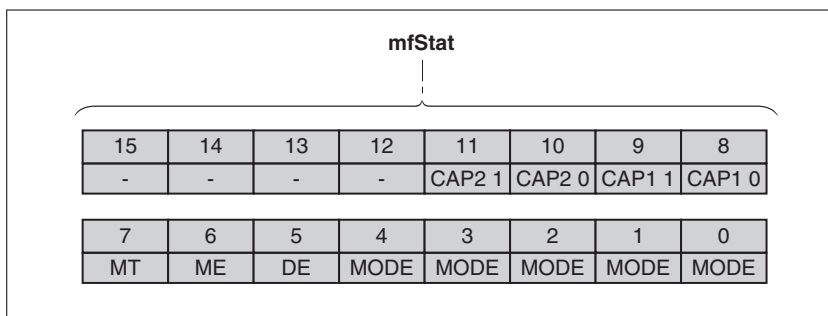 mfStat
15 14 13 12 11 10 9 8
- - - - CAP2 1 CAP2 0 CAP1 1 CAP1 0
7 6 5 4 3 2 1 0
MT ME DE MODE MODE MODE MODE MODE